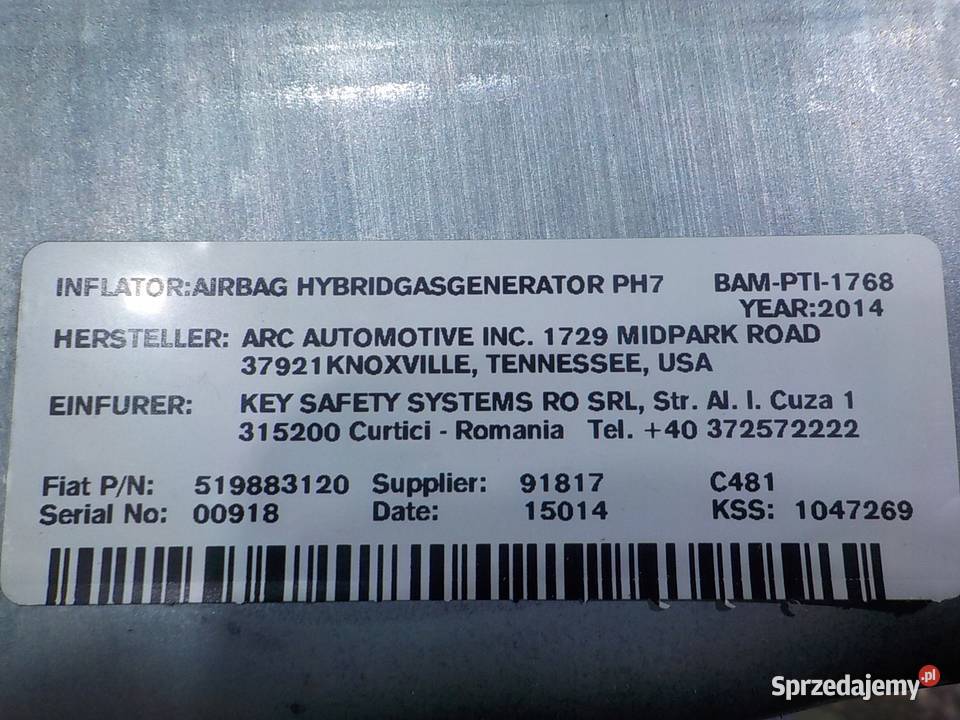 INFLATOR:AIRBAG HYBRIDGASGENERATOR PH7 BAM-PTI-1768
YEAR:2014
HERSTELLER: ARC AUTOMOTIVE INC. 1729 MIDPARK ROAD
37921KNOXVILLE, TENNESSEE, USA
EINFURER: KEY SAFETY SYSTEMS RO SRL, Str. Al. I. Cuza 1
315200 Curtici - Romania Tel. +40 372572222
Fiat P/N: 519883120 Supplier: 91817 C481
Serial No: 00918 Date: 15014 KSS: 1047269
Sprzedajemy.pl